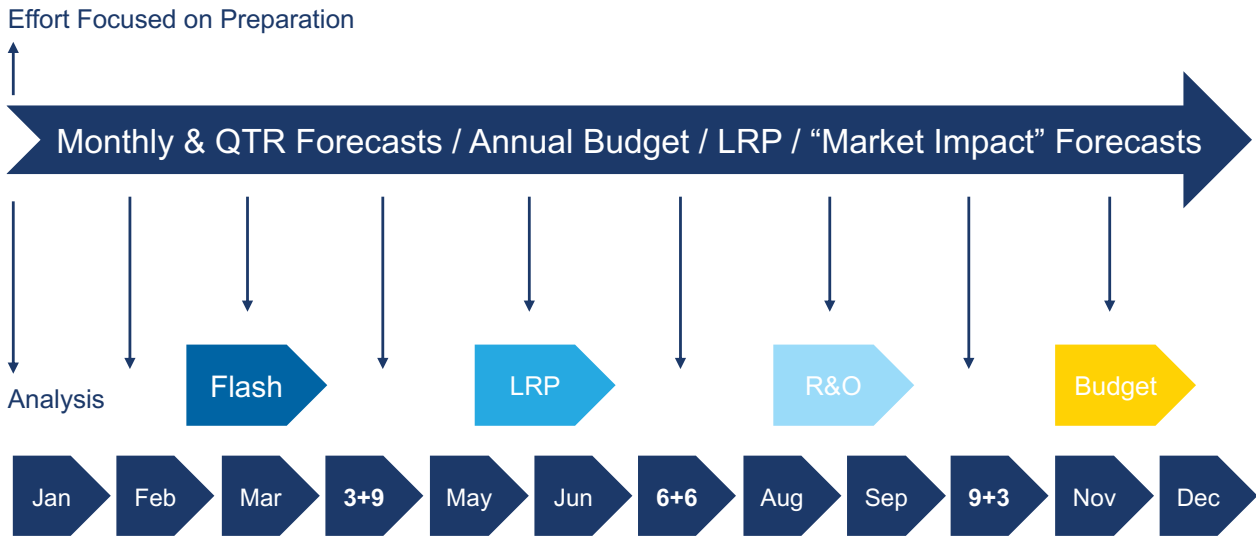 Effort Focused on Preparation
Monthly & QTR Forecasts / Annual Budget / LRP / “Market Impact” Forecasts
Analysis
Flash
LRP
R&O
Budget
Jan
Feb
Mar
3+9
May
Jun
6+6
Aug
Sep
9+3
Nov
Dec